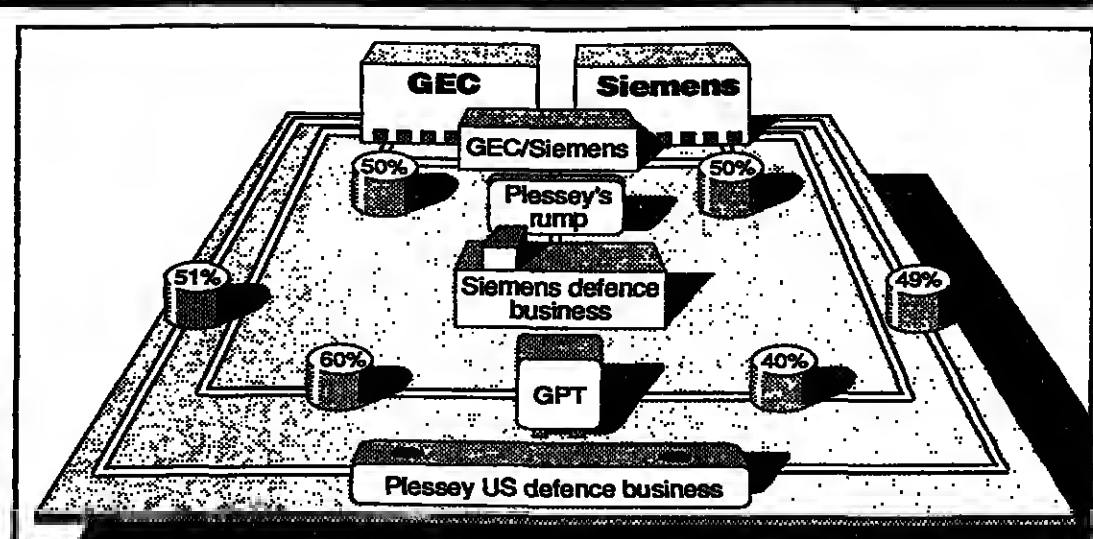 GEC
Siemens
GEC/Siemens
50%
50%
Plessey's
rump
51%
49%
Siemens defence
business
60%
40%
GPT
Plessey US defence business